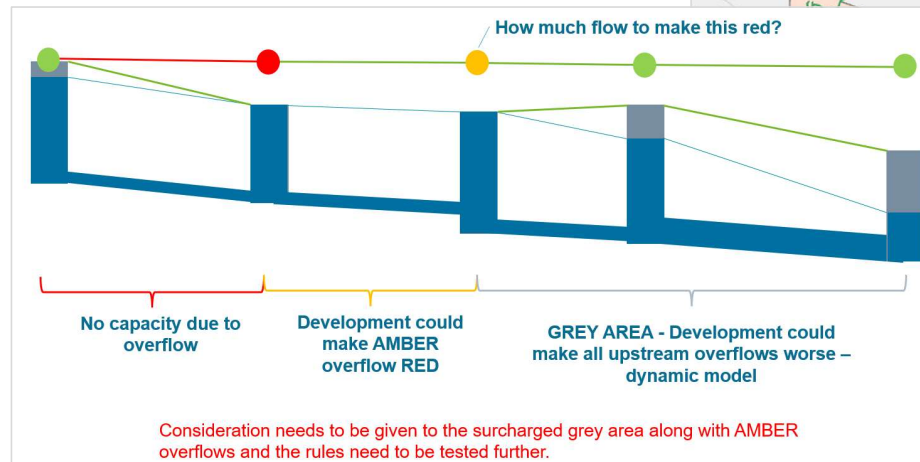 How much flow to make this red?
No capacity due to
overflow
Development could
make AMBER
overflow RED
GREY AREA - Development could
make all upstream overflows worse –
dynamic model
Consideration needs to be given to the surcharged grey area along with AMBER
overflows and the rules need to be tested further.